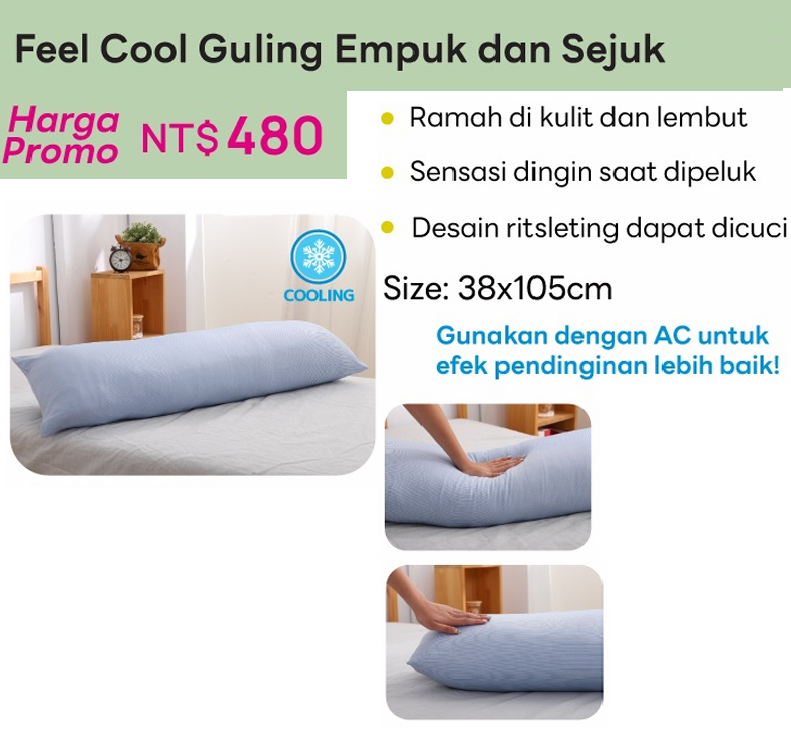 Feel Cool Guling Empuk dan Sejuk
Harga
Promo NT$ 480
Ramah di kulit dan lembut
Sensasi dingin saat dipeluk
Desain ritsleting dapat dicuci
COOLING
Size: 38x105cm
Gunakan dengan AC untuk
efek pendinginan lebih baik!